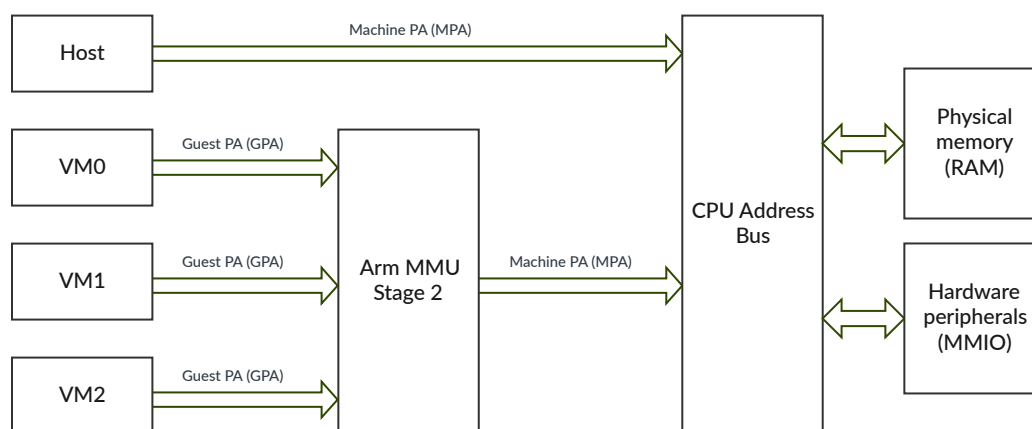 Machine PA (MPA)
Host
Physical
memory
(RAM)
Guest PA (GPA)
VM0
CPU Address
Bus
Guest PA (GPA)
VM1
Arm MMU
Stage 2
Machine PA (MPA)
Hardware
peripherals
(MMIO)
Guest PA (GPA)
VM2